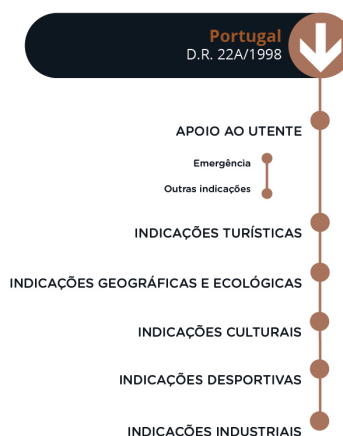 Portugal
D.R. 22A/1998
APOIO AO UTENTE
Emergência
Outras indicações
INDICAÇÕES TURÍSTICAS
INDICAÇÕES GEOGRÁFICAS E ECOLÓGICAS
INDICAÇÕES CULTURAIS
INDICAÇÕES DESPORTIVAS
INDICAÇÕES INDUSTRIAIS